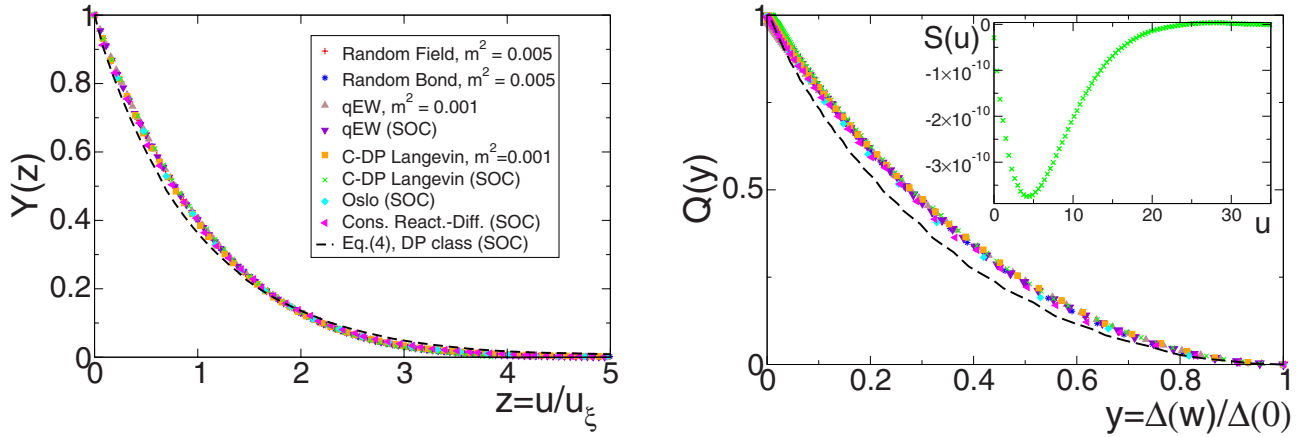 Y(z)
1
0.8
0.6
0.4
0.2
0
0
1
2
3
4
5
z=u/u_ξ
Random Field, m² = 0.005
Random Bond, m² = 0.005
qEW, m² = 0.001
qEW (SOC)
C-DP Langevin, m²=0.001
C-DP Langevin (SOC)
Oslo (SOC)
Cons. React.-Diff. (SOC)
Eq.(4), DP class (SOC)
Q(y)
1
0.5
0
0
0.2
0.4
0.6
0.8
1
y=Δ(w)/Δ(0)
S(u)
0
-1×10⁻¹⁰
-2×10⁻¹⁰
-3×10⁻¹⁰
0
10
20
30
u